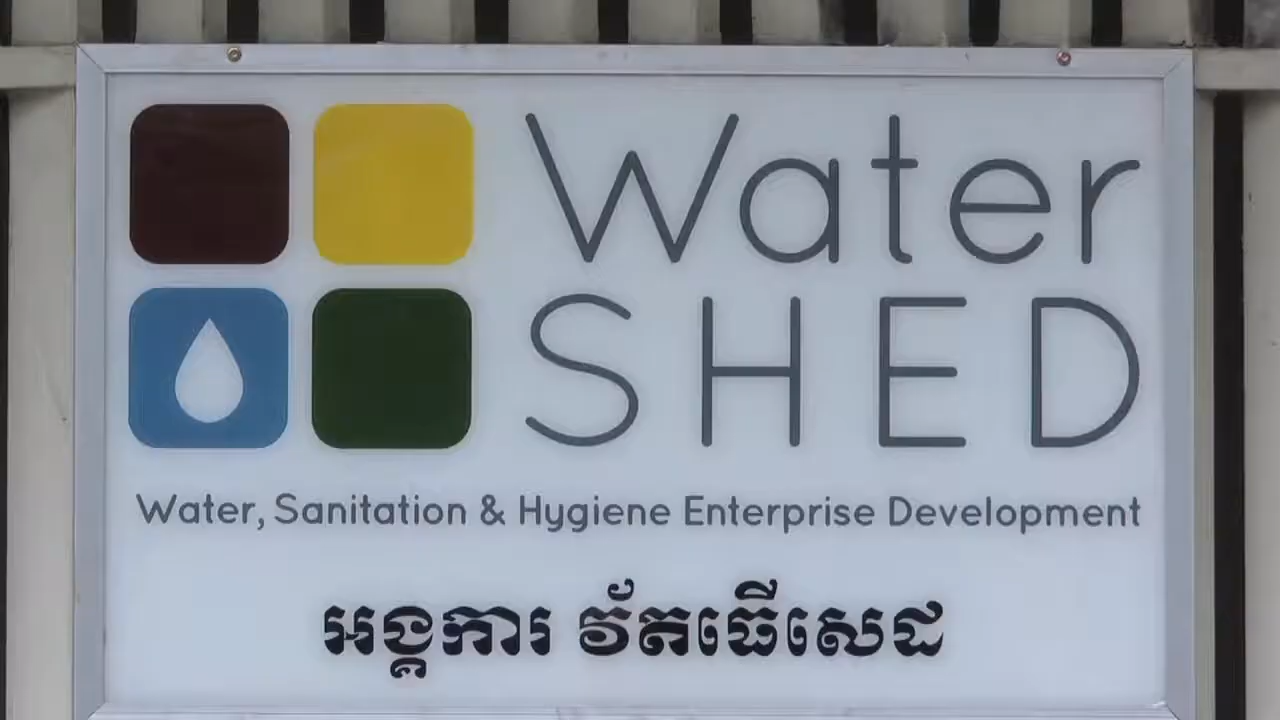 Water
SHED
Water, Sanitation & Hygiene Enterprise Development
អង្គការ វ័តធើសេដ